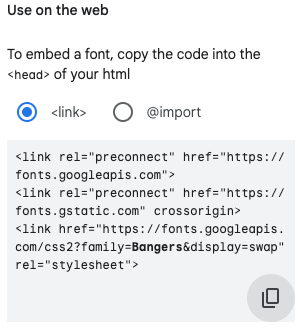 Use on the web
To embed a font, copy the code into the
<head> of your html
<link>
@import
<link rel="preconnect" href="https://
fonts.googleapis.com">
<link rel="preconnect" href="https://
fonts.gstatic.com" crossorigin>
<link href="https://fonts.googleapis.
com/css2?family=Bangers&display=swap"
rel="stylesheet">